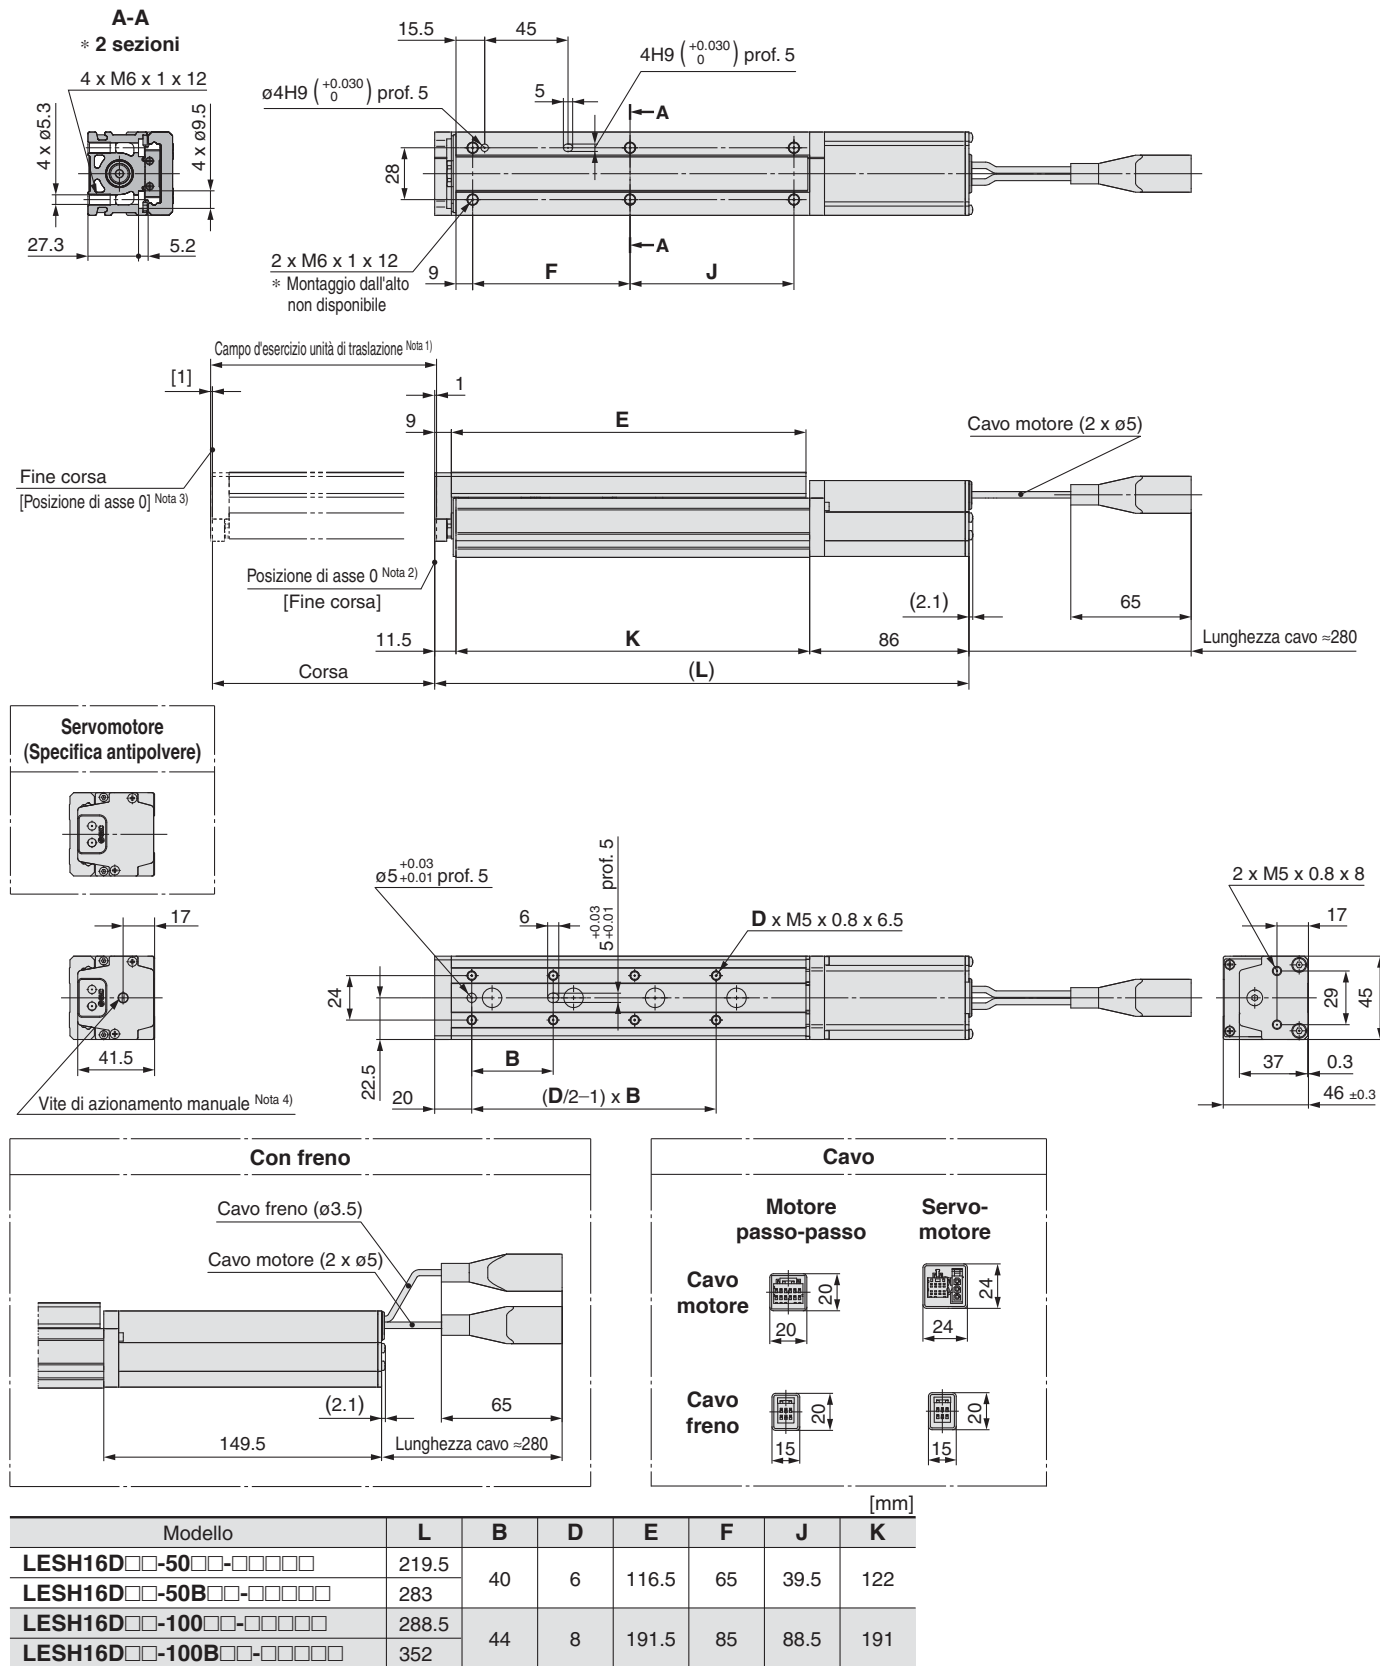 A-A
* 2 sezioni
4 x M6 x 1 x 12
4 x ø5.3
4 x ø9.5
27.3
5.2
15.5
45
4H9 (+0.030 0) prof. 5
ø4H9 (+0.030 0) prof. 5
5
A
28
A
2 x M6 x 1 x 12
* Montaggio dall'alto
non disponibile
9
F
J
Campo d'esercizio unità di traslazione Nota 1)
[1]
1
9
E
Cavo motore (2 x ø5)
Fine corsa
[Posizione di asse 0] Nota 3)
Posizione di asse 0 Nota 2)
[Fine corsa]
(2.1)
65
11.5
K
86
Lunghezza cavo ≈280
Corsa
(L)
Servomotore
(Specifica antipolvere)
17
41.5
Vite di azionamento manuale Nota 4)
ø5 +0.03 +0.01 prof. 5
6
5 +0.03 +0.01 prof. 5
D x M5 x 0.8 x 6.5
24
22.5
20
B
(D/2–1) x B
2 x M5 x 0.8 x 8
17
29
45
37
0.3
46 ±0.3
Con freno
Cavo freno (ø3.5)
Cavo motore (2 x ø5)
(2.1)
65
149.5
Lunghezza cavo ≈280
Cavo
Motore
passo-passo
Servo-
motore
Cavo
motore
20
20
24
24
Cavo
freno
20
15
20
15
[mm]
Modello L B D E F J K
LESH16D□□-50□□-□□□□□ 219.5 40 6 116.5 65 39.5 122
LESH16D□□-50B□□-□□□□□ 283
LESH16D□□-100□□-□□□□□ 288.5 44 8 191.5 85 88.5 191
LESH16D□□-100B□□-□□□□□ 352